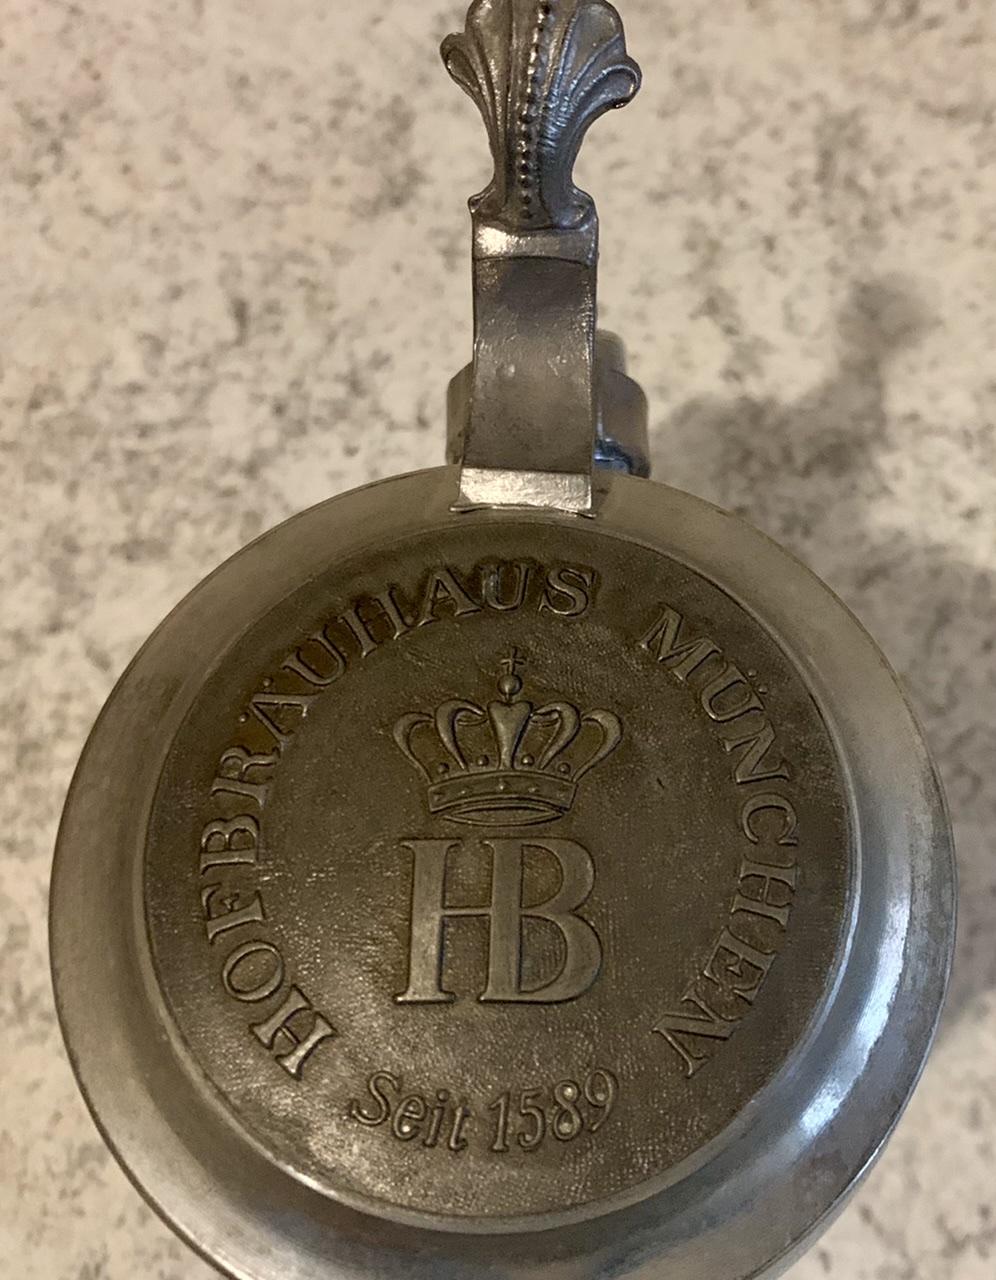 HOFBRÄUHAUS MÜNCHEN
HB
Seit 1589